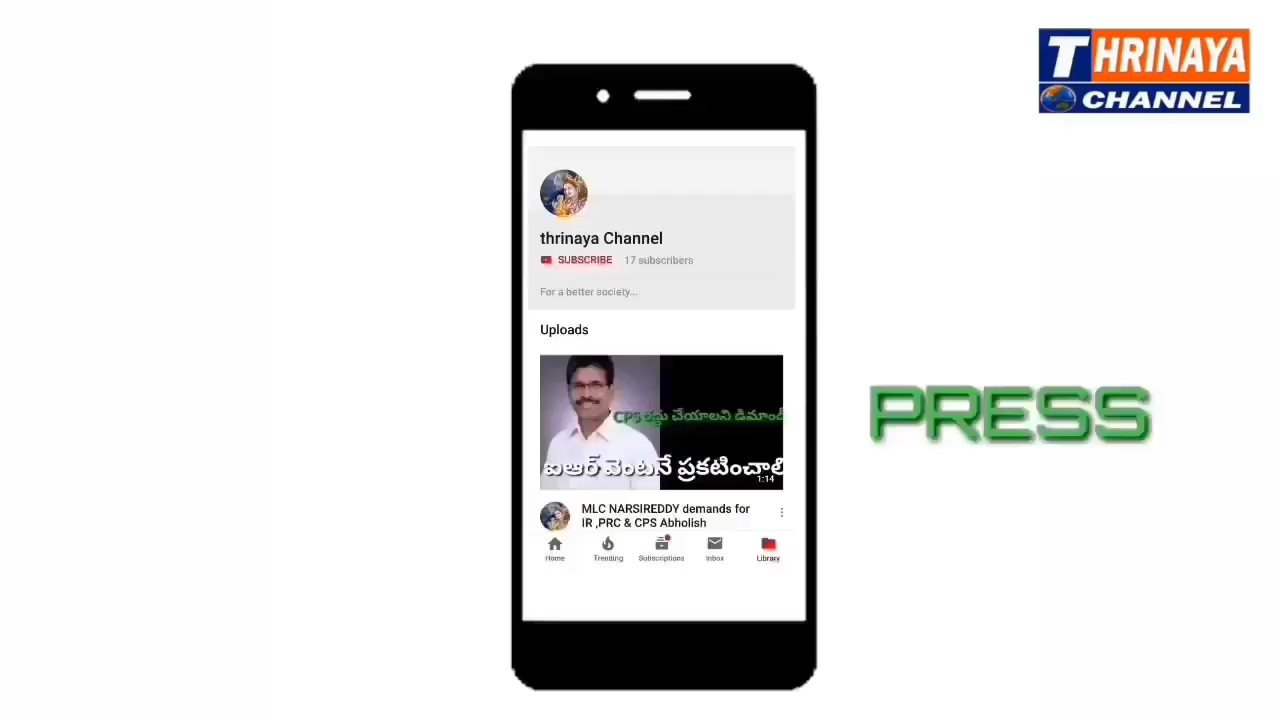 THRINAYA
CHANNEL
thrinaya Channel
SUBSCRIBE 17 subscribers
For a better society...
Uploads
CPS రద్దు చేయాలని డిమాండ్
ఐఆర్ వెంటనే ప్రకటించాలి
1:14
MLC NARSIREDDY demands for
IR ,PRC & CPS Abholish
Home Trending Subscriptions Inbox Library
PRESS